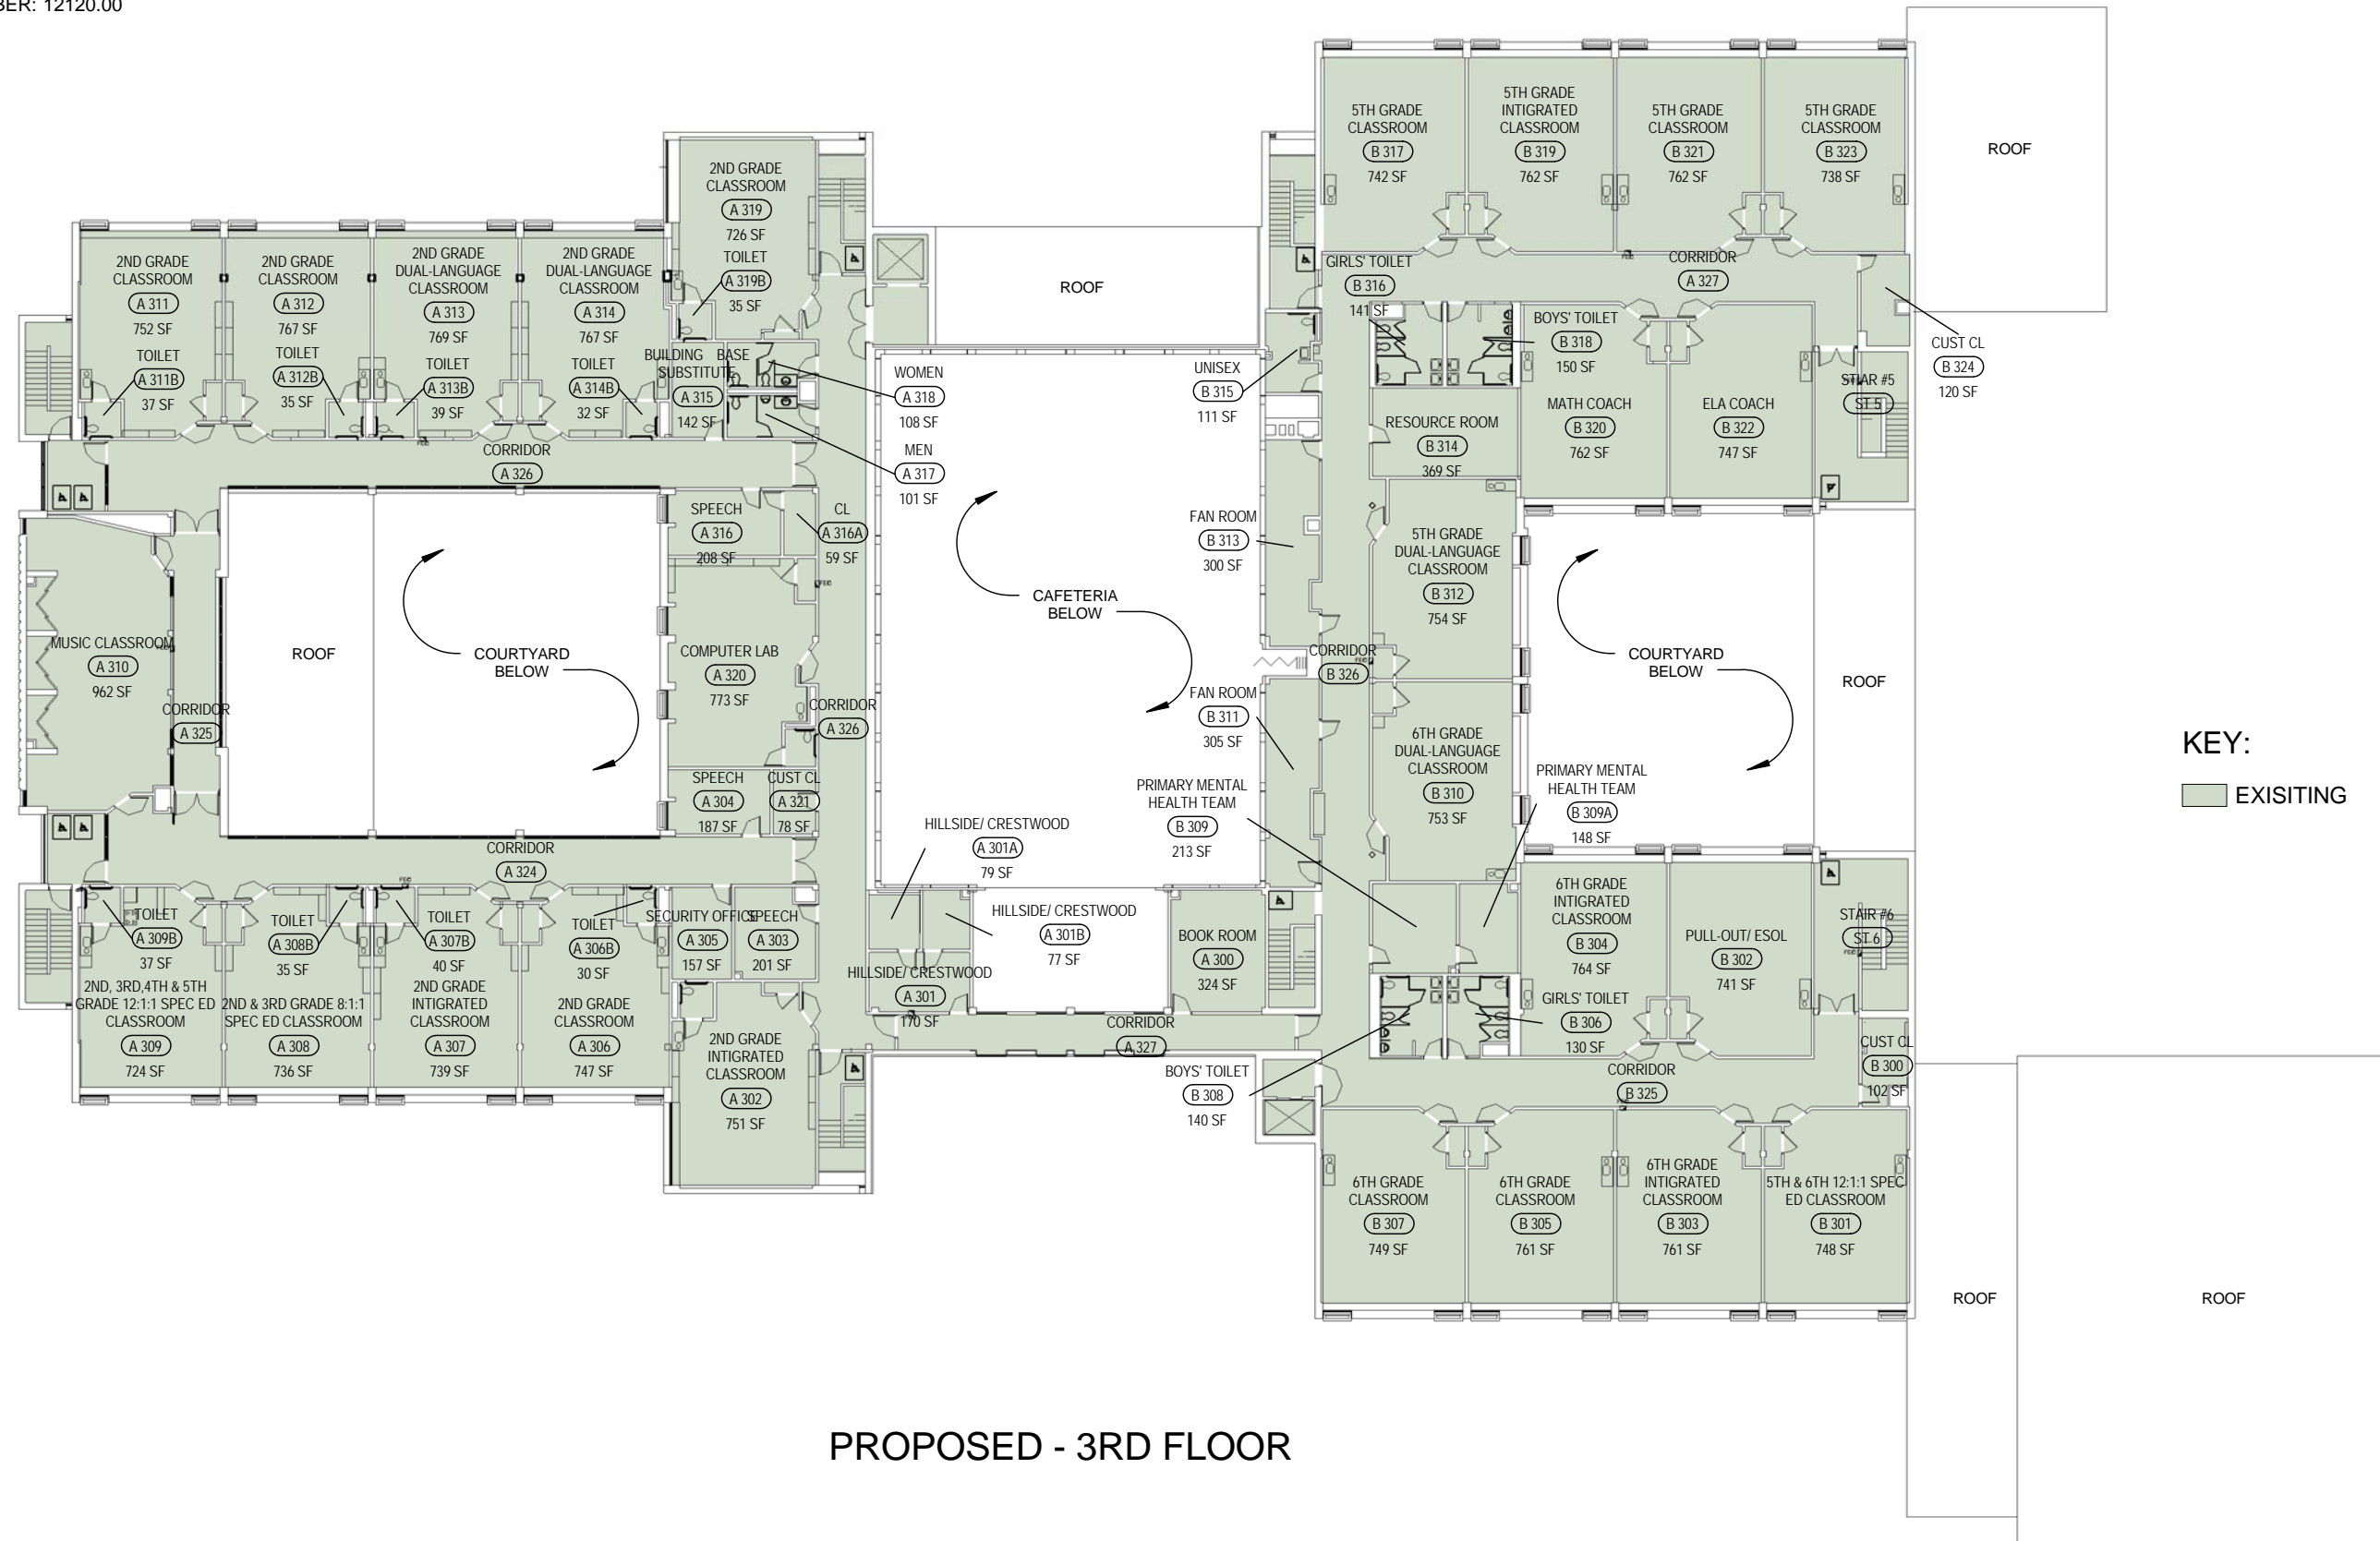 BER: 12120.00
5TH GRADE
CLASSROOM
B 317
742 SF
5TH GRADE
INTIGRATED
CLASSROOM
B 319
762 SF
5TH GRADE
CLASSROOM
B 321
762 SF
5TH GRADE
CLASSROOM
B 323
738 SF
ROOF
2ND GRADE
CLASSROOM
A 319
726 SF
TOILET
A 319B
35 SF
2ND GRADE
CLASSROOM
A 311
752 SF
TOILET
A 311B
37 SF
2ND GRADE
CLASSROOM
A 312
767 SF
TOILET
A 312B
35 SF
2ND GRADE
DUAL-LANGUAGE
CLASSROOM
A 313
769 SF
TOILET
A 313B
39 SF
2ND GRADE
DUAL-LANGUAGE
CLASSROOM
A 314
767 SF
TOILET
A 314B
32 SF
BUILDING BASE
SUBSTITUTE
A 315
142 SF
WOMEN
A 318
108 SF
MEN
A 317
101 SF
ROOF
UNISEX
B 315
111 SF
GIRLS' TOILET
B 316
141 SF
CORRIDOR
A 327
BOYS' TOILET
B 318
150 SF
MATH COACH
B 320
762 SF
ELA COACH
B 322
747 SF
STIAR #5
ST 5
CUST CL
B 324
120 SF
RESOURCE ROOM
B 314
369 SF
CORRIDOR
A 326
SPEECH
A 316
208 SF
CL
A 316A
59 SF
FAN ROOM
B 313
300 SF
5TH GRADE
DUAL-LANGUAGE
CLASSROOM
B 312
754 SF
CAFETERIA
BELOW
MUSIC CLASSROOM
A 310
962 SF
CORRIDOR
A 325
ROOF
COURTYARD
BELOW
COMPUTER LAB
A 320
773 SF
CORRIDOR
A 326
CORRIDOR
B 326
COURTYARD
BELOW
ROOF
FAN ROOM
B 311
305 SF
6TH GRADE
DUAL-LANGUAGE
CLASSROOM
B 310
753 SF
KEY:
EXISITING
SPEECH
A 304
187 SF
CUST CL
A 321
78 SF
PRIMARY MENTAL
HEALTH TEAM
B 309
213 SF
PRIMARY MENTAL
HEALTH TEAM
B 309A
148 SF
HILLSIDE/ CRESTWOOD
A 301A
79 SF
CORRIDOR
A 324
TOILET
A 309B
37 SF
2ND, 3RD,4TH & 5TH
GRADE 12:1:1 SPEC ED
CLASSROOM
A 309
724 SF
TOILET
A 308B
35 SF
2ND & 3RD GRADE 8:1:1
SPEC ED CLASSROOM
A 308
736 SF
TOILET
A 307B
40 SF
2ND GRADE
INTIGRATED
CLASSROOM
A 307
739 SF
TOILET
A 306B
30 SF
2ND GRADE
CLASSROOM
A 306
747 SF
SECURITY OFFICE
A 305
157 SF
SPEECH
A 303
201 SF
2ND GRADE
INTIGRATED
CLASSROOM
A 302
751 SF
HILLSIDE/ CRESTWOOD
A 301B
77 SF
HILLSIDE/ CRESTWOOD
A 301
170 SF
BOOK ROOM
A 300
324 SF
CORRIDOR
A 327
6TH GRADE
INTIGRATED
CLASSROOM
B 304
764 SF
PULL-OUT/ ESOL
B 302
741 SF
STAIR #6
ST 6
GIRLS' TOILET
B 306
130 SF
BOYS' TOILET
B 308
140 SF
CORRIDOR
B 325
CUST CL
B 300
102 SF
6TH GRADE
CLASSROOM
B 307
749 SF
6TH GRADE
CLASSROOM
B 305
761 SF
6TH GRADE
INTIGRATED
CLASSROOM
B 303
761 SF
5TH & 6TH 12:1:1 SPEC
ED CLASSROOM
B 301
748 SF
ROOF
ROOF
PROPOSED - 3RD FLOOR